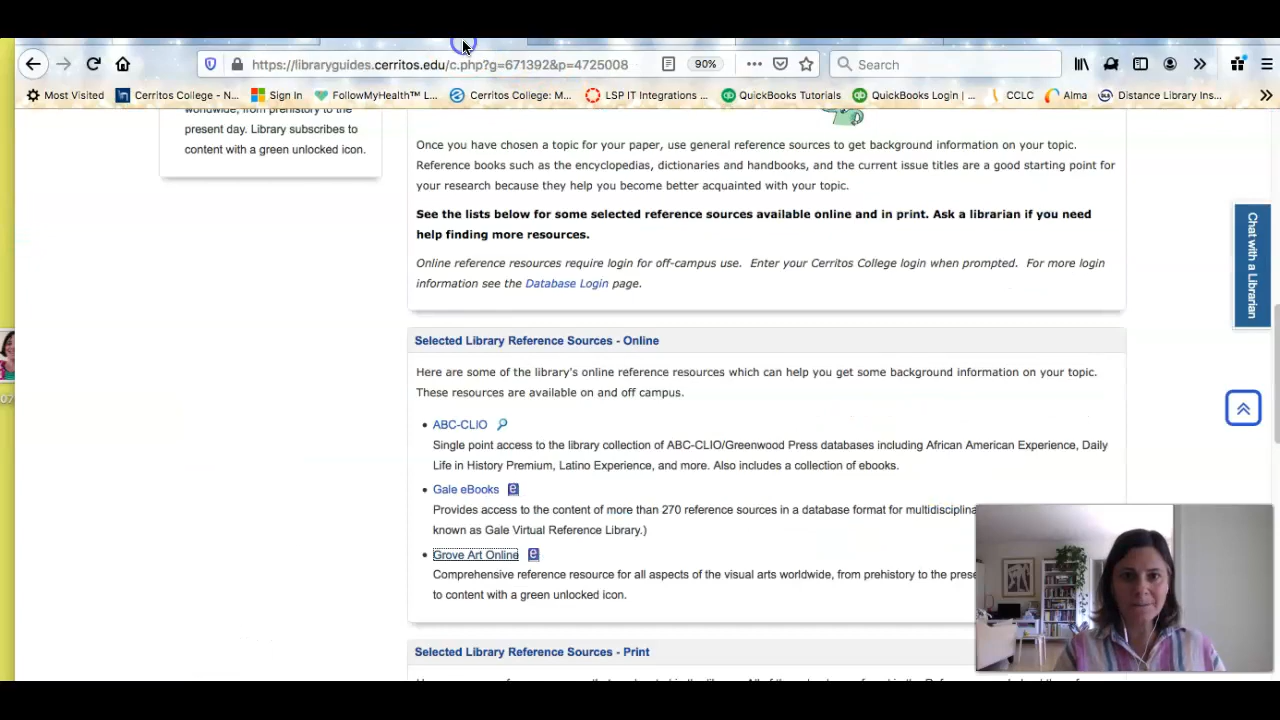 https://libraryguides.cerritos.edu/c.php?g=671392&p=4725008
90%
Search
Most Visited
Cerritos College - N...
Sign In
FollowMyHealth™ L...
Cerritos College: M...
LSP IT Integrations ...
QuickBooks Tutorials
QuickBooks Login | ...
CCLC
Alma
Distance Library Ins...
worldwide, from prehistory to the
present day. Library subscribes to
content with a green unlocked icon.
Once you have chosen a topic for your paper, use general reference sources to get background information on your topic.
Reference books such as the encyclopedias, dictionaries and handbooks, and the current issue titles are a good starting point for
your research because they help you become better acquainted with your topic.
See the lists below for some selected reference sources available online and in print. Ask a librarian if you need
help finding more resources.
Online reference resources require login for off-campus use. Enter your Cerritos College login when prompted. For more login
information see the Database Login page.
Chat with a Librarian
Selected Library Reference Sources - Online
Here are some of the library's online reference resources which can help you get some background information on your topic.
These resources are available on and off campus.
ABC-CLIO
Single point access to the library collection of ABC-CLIO/Greenwood Press databases including African American Experience, Daily
Life in History Premium, Latino Experience, and more. Also includes a collection of ebooks.
Gale eBooks
Provides access to the content of more than 270 reference sources in a database format for multidisciplina
known as Gale Virtual Reference Library.)
Grove Art Online
Comprehensive reference resource for all aspects of the visual arts worldwide, from prehistory to the prese
to content with a green unlocked icon.
Selected Library Reference Sources - Print